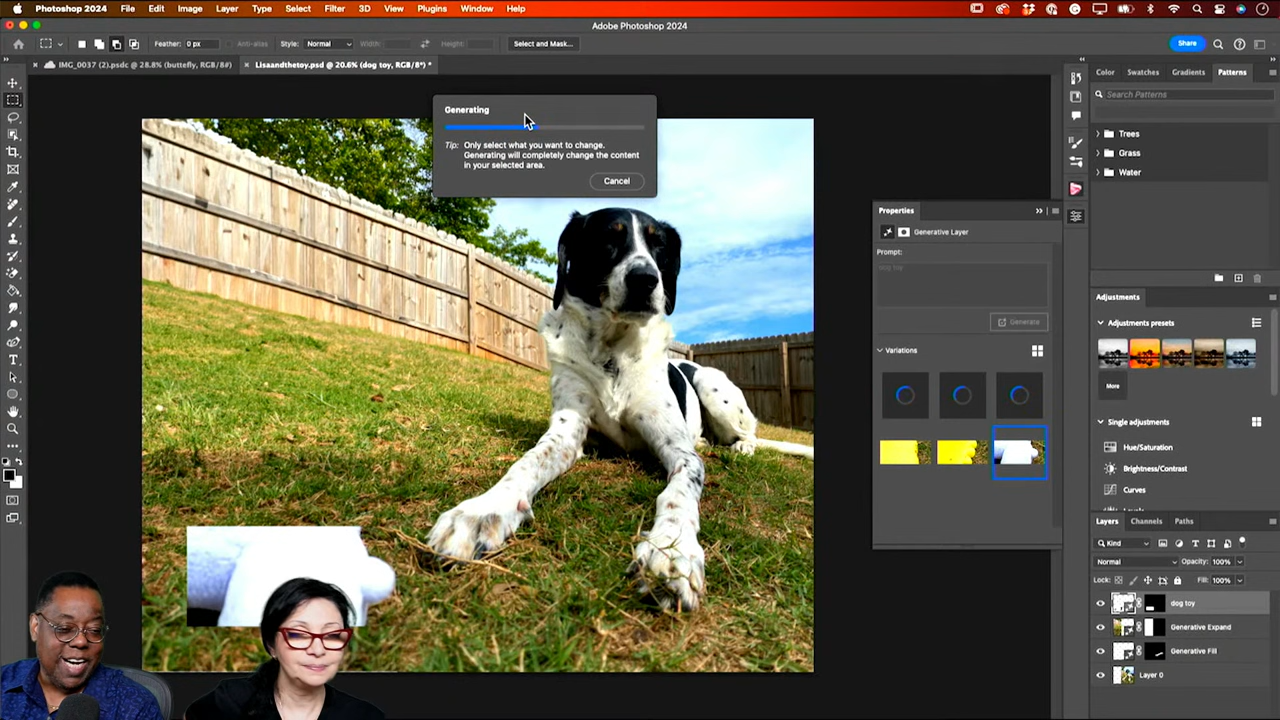 Photoshop 2024 File Edit Image Layer Type Select Filter 3D View Plugins Window Help
Adobe Photoshop 2024
Feather: 0 px Anti-alias Style: Normal Width: Height: Select and Mask... Share
IMG_0037 (2).psdc @ 28.8% (buttefly, RGB/8#) Lisaandthetoy.psd @ 20.6% (dog toy, RGB/8*) *
Generating
Tip: Only select what you want to change.
Generating will completely change the content
in your selected area.
Cancel
Properties
Generative Layer
Prompt:
dog toy
Generate
Variations
Color Swatches Gradients Patterns
Search Patterns
Trees
Grass
Water
Adjustments
Adjustments presets
More
Single adjustments
Hue/Saturation
Brightness/Contrast
Curves
Layers Channels Paths
Kind
Normal Opacity: 100%
Lock: Fill: 100%
dog toy
Generative Expand
Generative Fill
Layer 0